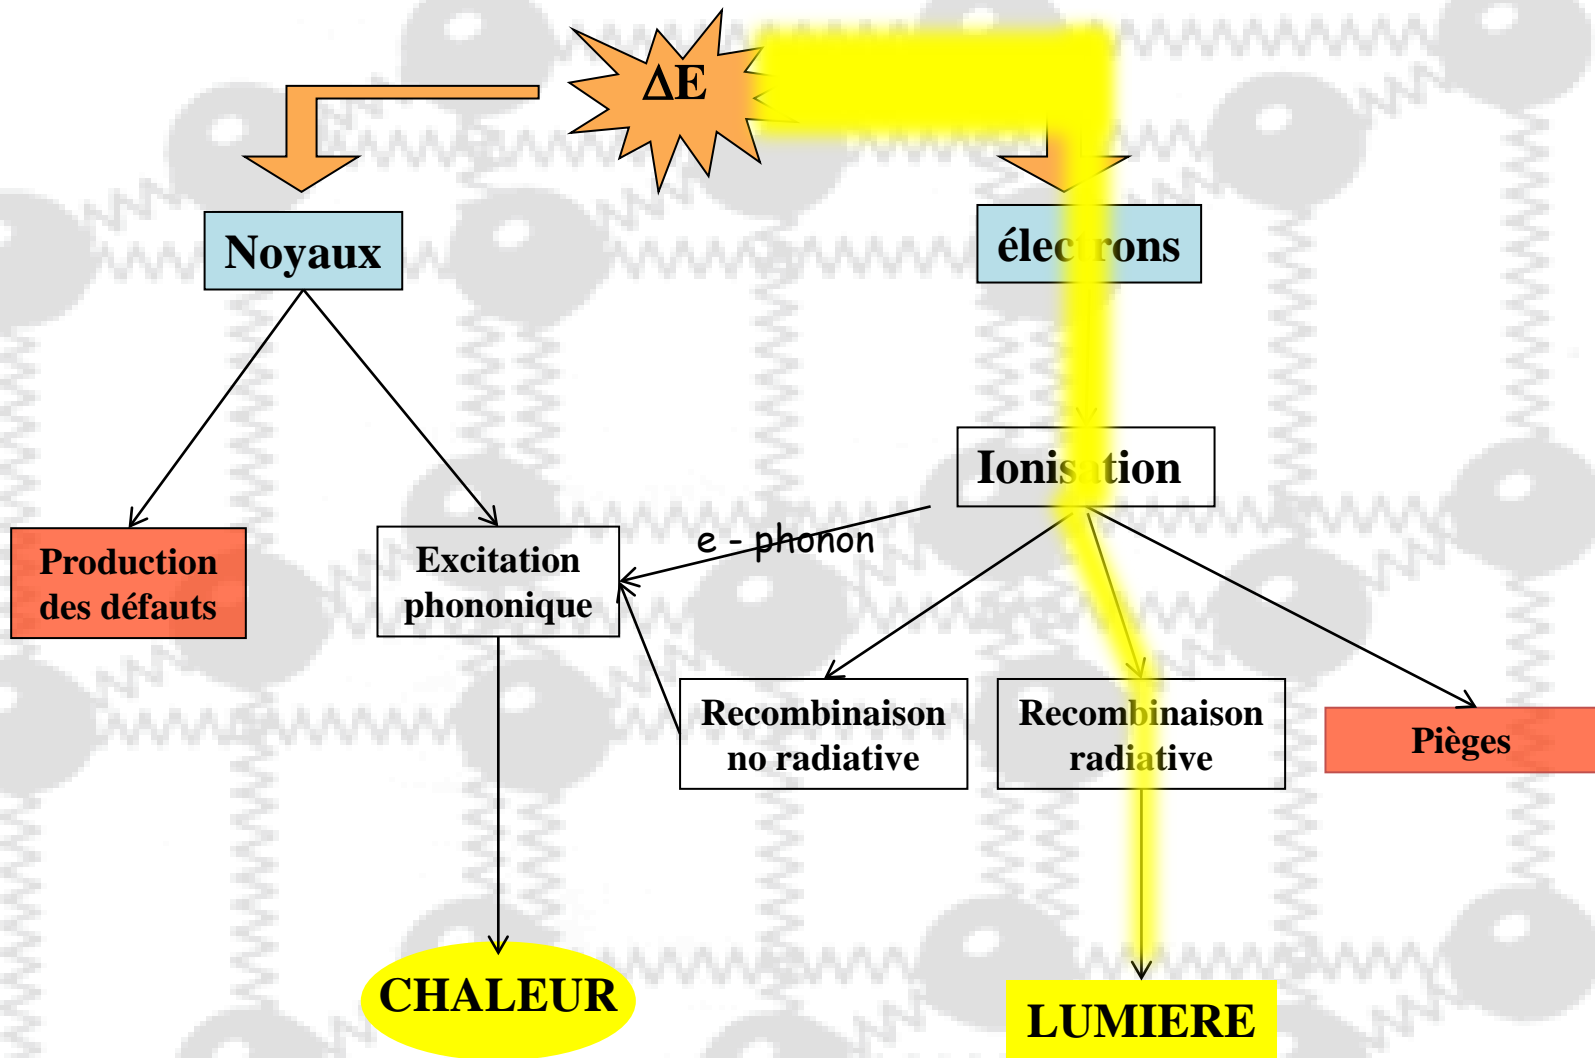 ΔE
Noyaux
électrons
Ionisation
e - phonon
Production
des défauts
Excitation
phononique
Recombinaison
no radiative
Recombinaison
radiative
Pièges
CHALEUR
LUMIERE